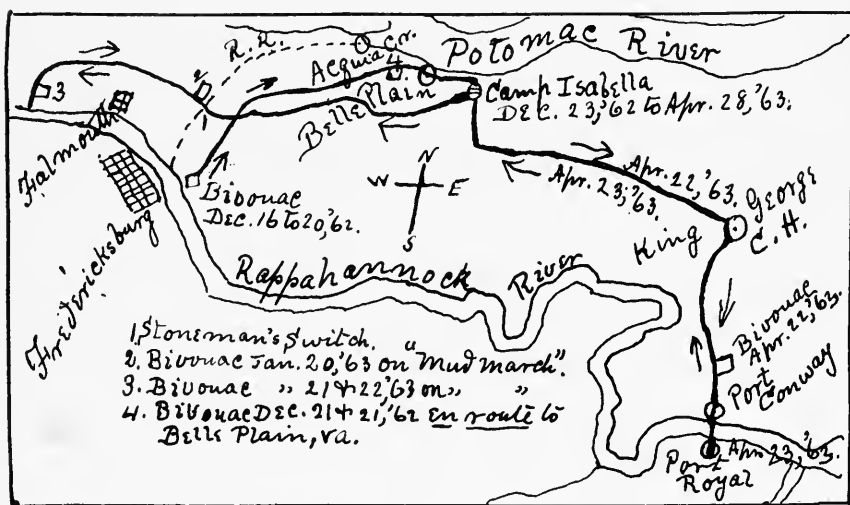 R.R.
Acquia Cr.
Potomac River
3
2
4
Camp Isabella
DEC. 23,'62 to Apr. 28,'63.
Belle Plain
Falmouth
Fredericksburg
Bivouac
DEC. 16 to 20,'62.
N
W
E
S
Apr. 22,'63.
Apr. 23,'63.
King George
C.H.
Rappahannock River
Bivouac
Apr. 22,'63.
Port
Conway
Port
Royal
Apr. 23,'63.
1, Stoneman's Switch.
2. Bivouac Jan. 20,'63 on "Mud march".
3. Bivouac " 21 & 22,'63 on " "
4. Bivouac DEC. 21 & 21,'62 En route to
Belle Plain, va.